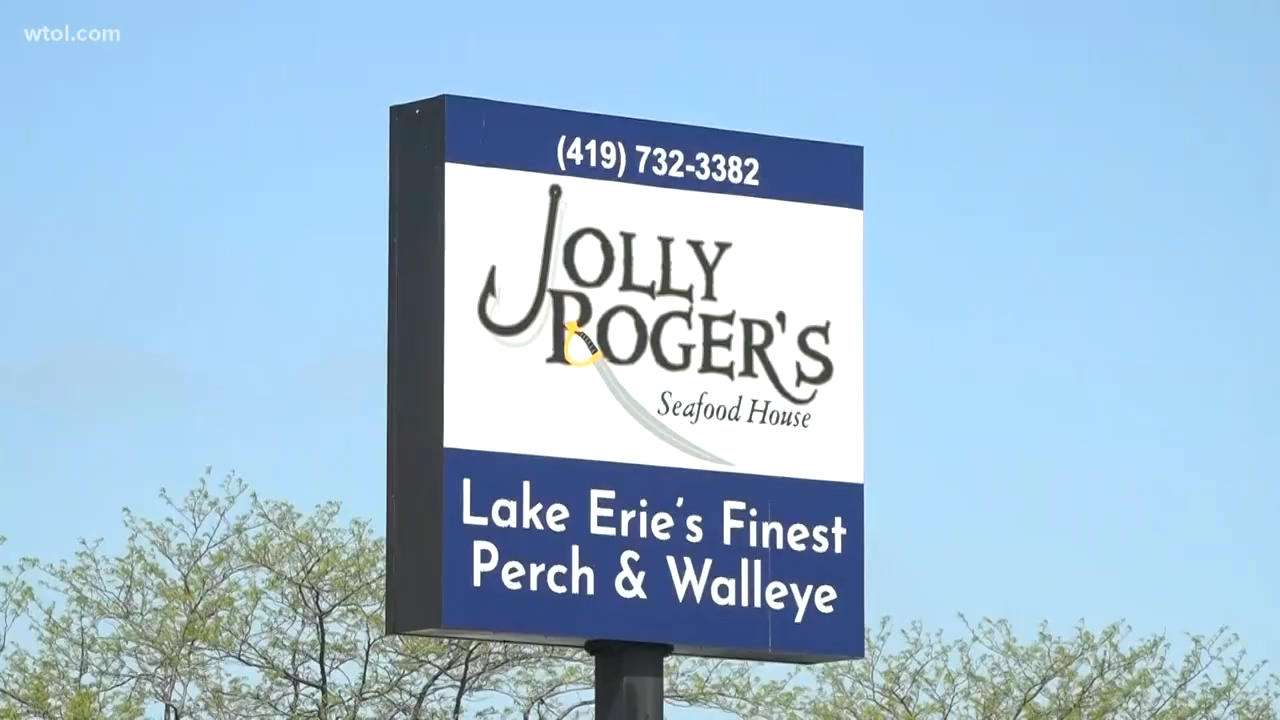 wtol.com
(419) 732-3382
JOLLY
ROGER'S
Seafood House
Lake Erie's Finest
Perch & Walleye